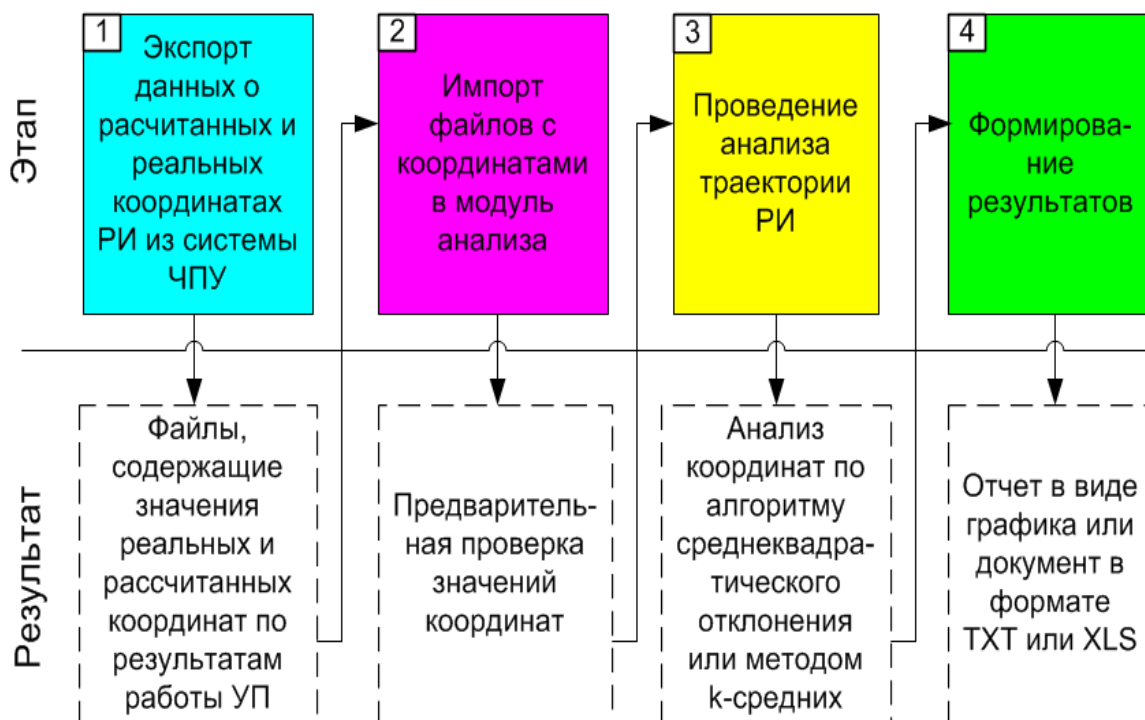 Этап
1
Экспорт
данных о
расчитанных и
реальных
координатах
РИ из системы
ЧПУ
2
Импорт
файлов с
координатами
в модуль
анализа
3
Проведение
анализа
траектории
РИ
4
Формирова-
ние
результатов
Результат
Файлы,
содержащие
значения
реальных и
рассчитанных
координат по
результатам
работы УП
Предваритель-
ная проверка
значений
координат
Анализ
координат по
алгоритму
среднеквадра-
тического
отклонения
или методом
k-средних
Отчет в виде
графика или
документ в
формате
TXT или XLS